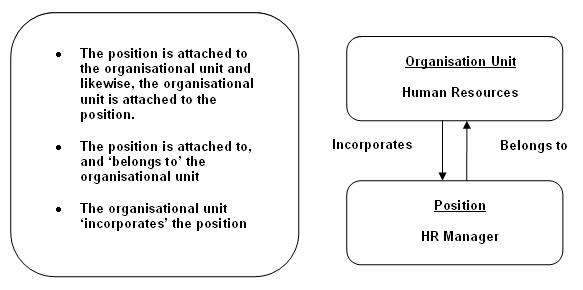 • The position is attached to
the organisational unit and
likewise, the organisational
unit is attached to the
position.
• The position is attached to,
and ‘belongs to’ the
organisational unit
• The organisational unit
‘incorporates’ the position
Organisation Unit
Human Resources
Incorporates
Belongs to
Position
HR Manager